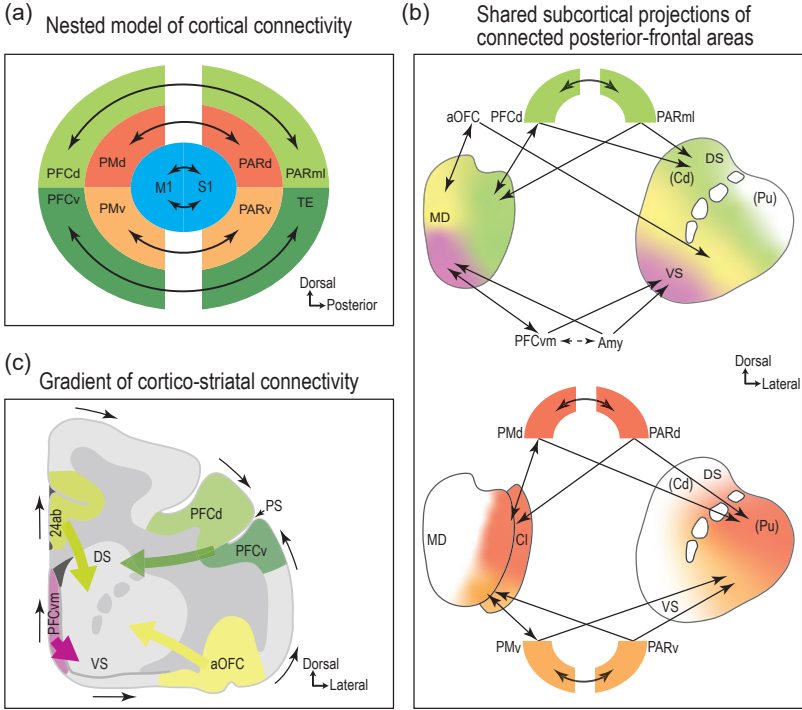 (a)
Nested model of cortical connectivity
PFCd
PFCv
PMd
PMv
M1
S1
PARd
PARv
PARml
TE
Dorsal
Posterior
(b)
Shared subcortical projections of
connected posterior-frontal areas
aOFC
PFCd
PARml
DS
(Cd)
(Pu)
MD
VS
PFCvm
Amy
Dorsal
Lateral
PMd
PARd
DS
(Cd)
(Pu)
MD
Cl
VS
PMv
PARv
(c)
Gradient of cortico-striatal connectivity
PS
PFCd
PFCv
24ab
DS
PFCvm
VS
aOFC
Dorsal
Lateral